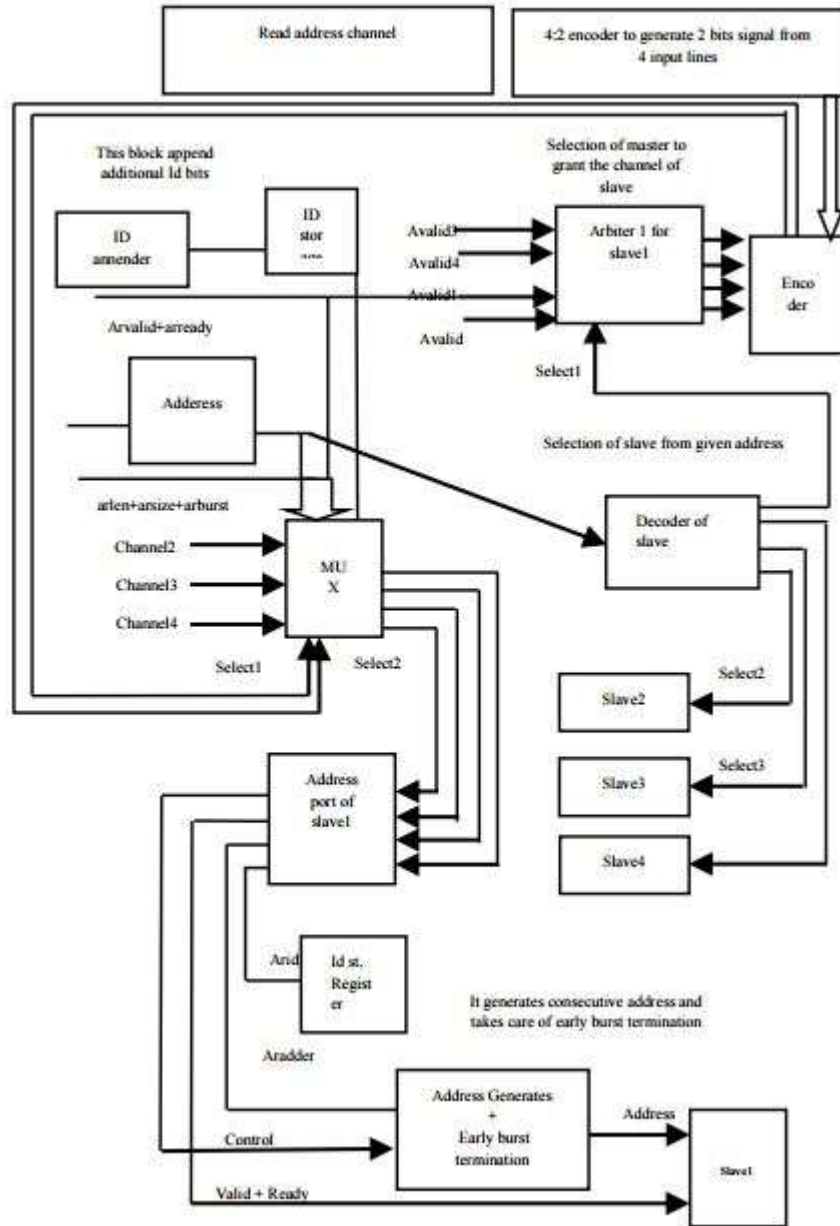 Read address channel
4:2 encoder to generate 2 bits signal from
4 input lines
This block append
additional Id bits
Selection of master to
grant the channel of
slave
ID
annender
ID
stor
Avalid3
Avalid4
Avalid1
Avalid
Arbiter 1 for
slave1
Enco
der
Arvalid+arready
Select1
Adderess
Selection of slave from given address
arlen+arsize+arburst
Channel2
Channel3
Channel4
MU
X
Decoder of
slave
Select1
Select2
Select2
Slave2
Select3
Slave3
Slave4
Address
port of
slave1
Arid
Id st.
Regist
er
It generates consecutive address and
takes care of early burst termination
Aradder
Address Generates
+
Early burst
termination
Address
Control
Slave1
Valid + Ready